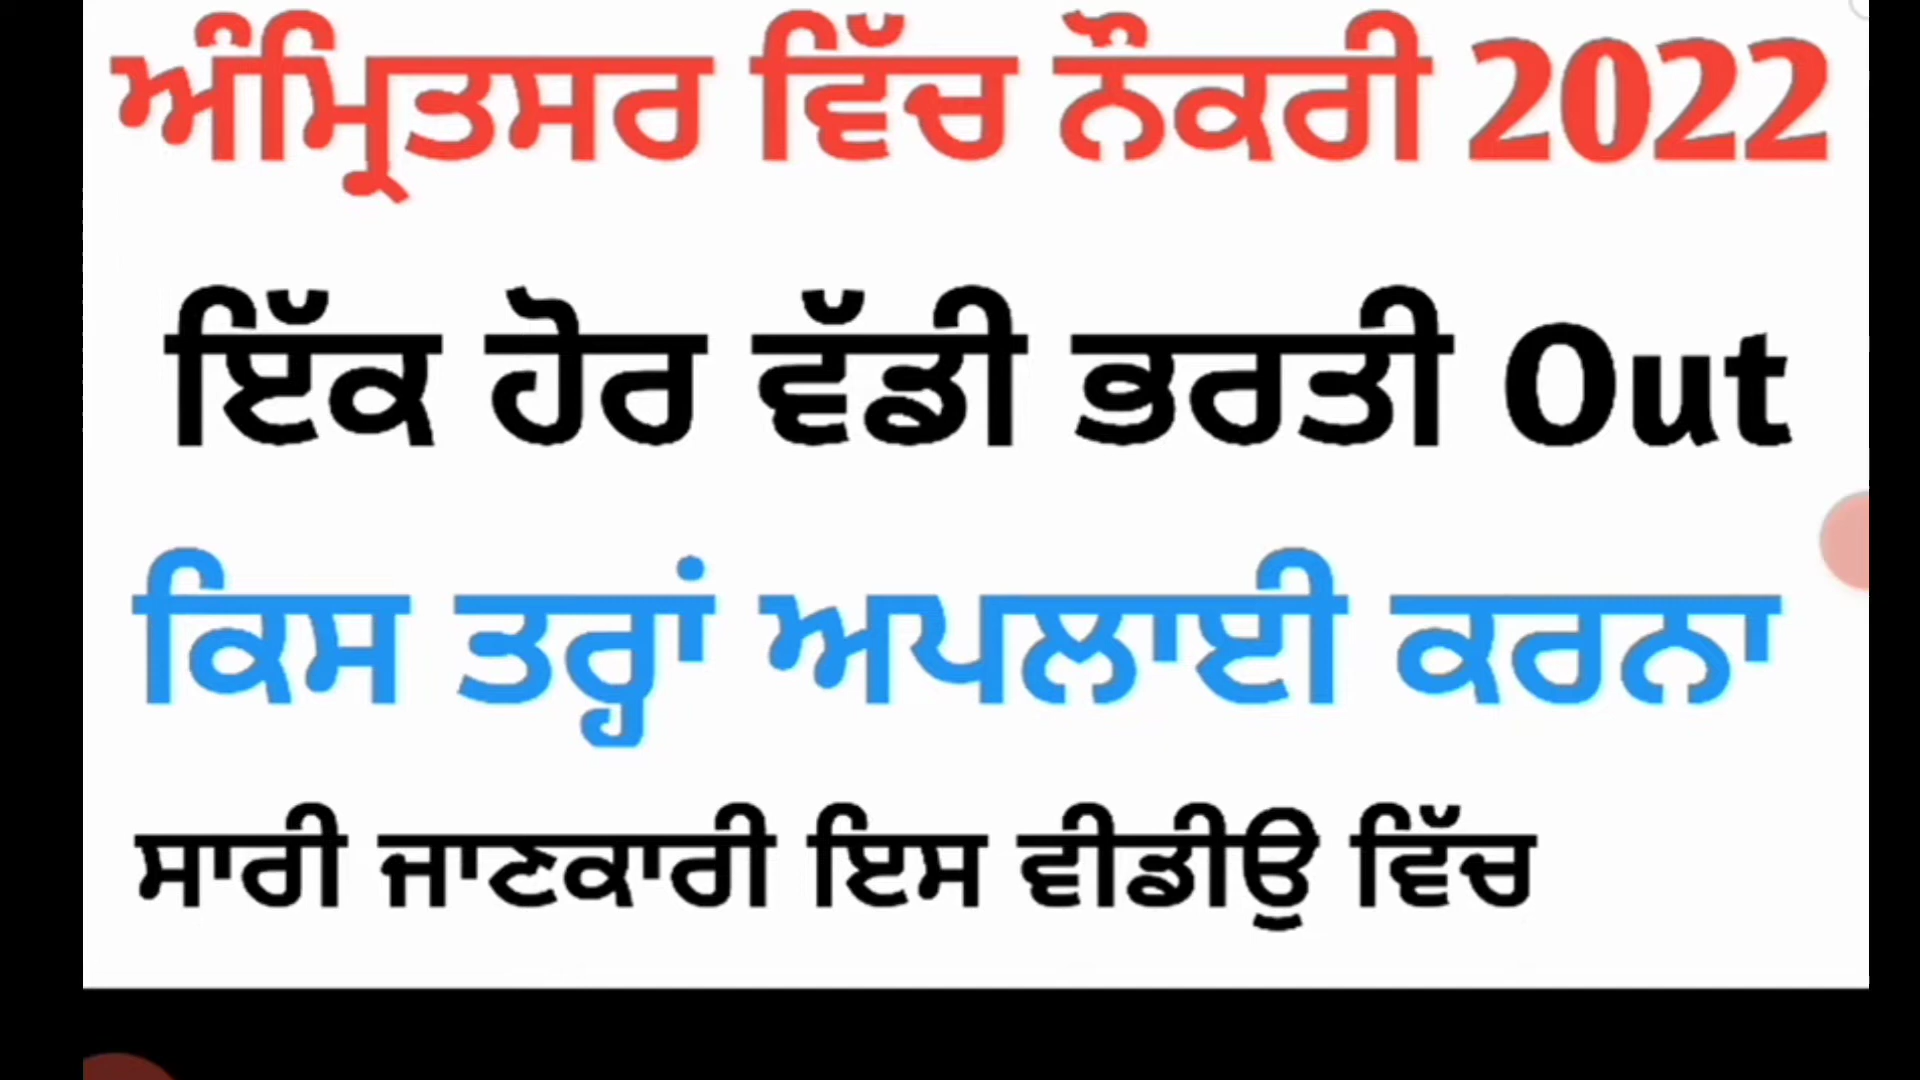 ਅੰਮ੍ਰਿਤਸਰ ਵਿੱਚ ਨੌਕਰੀ 2022
ਇੱਕ ਹੋਰ ਵੱਡੀ ਭਰਤੀ Out
ਕਿਸ ਤਰ੍ਹਾਂ ਅਪਲਾਈ ਕਰਨਾ
ਸਾਰੀ ਜਾਣਕਾਰੀ ਇਸ ਵੀਡੀਉ ਵਿੱਚ